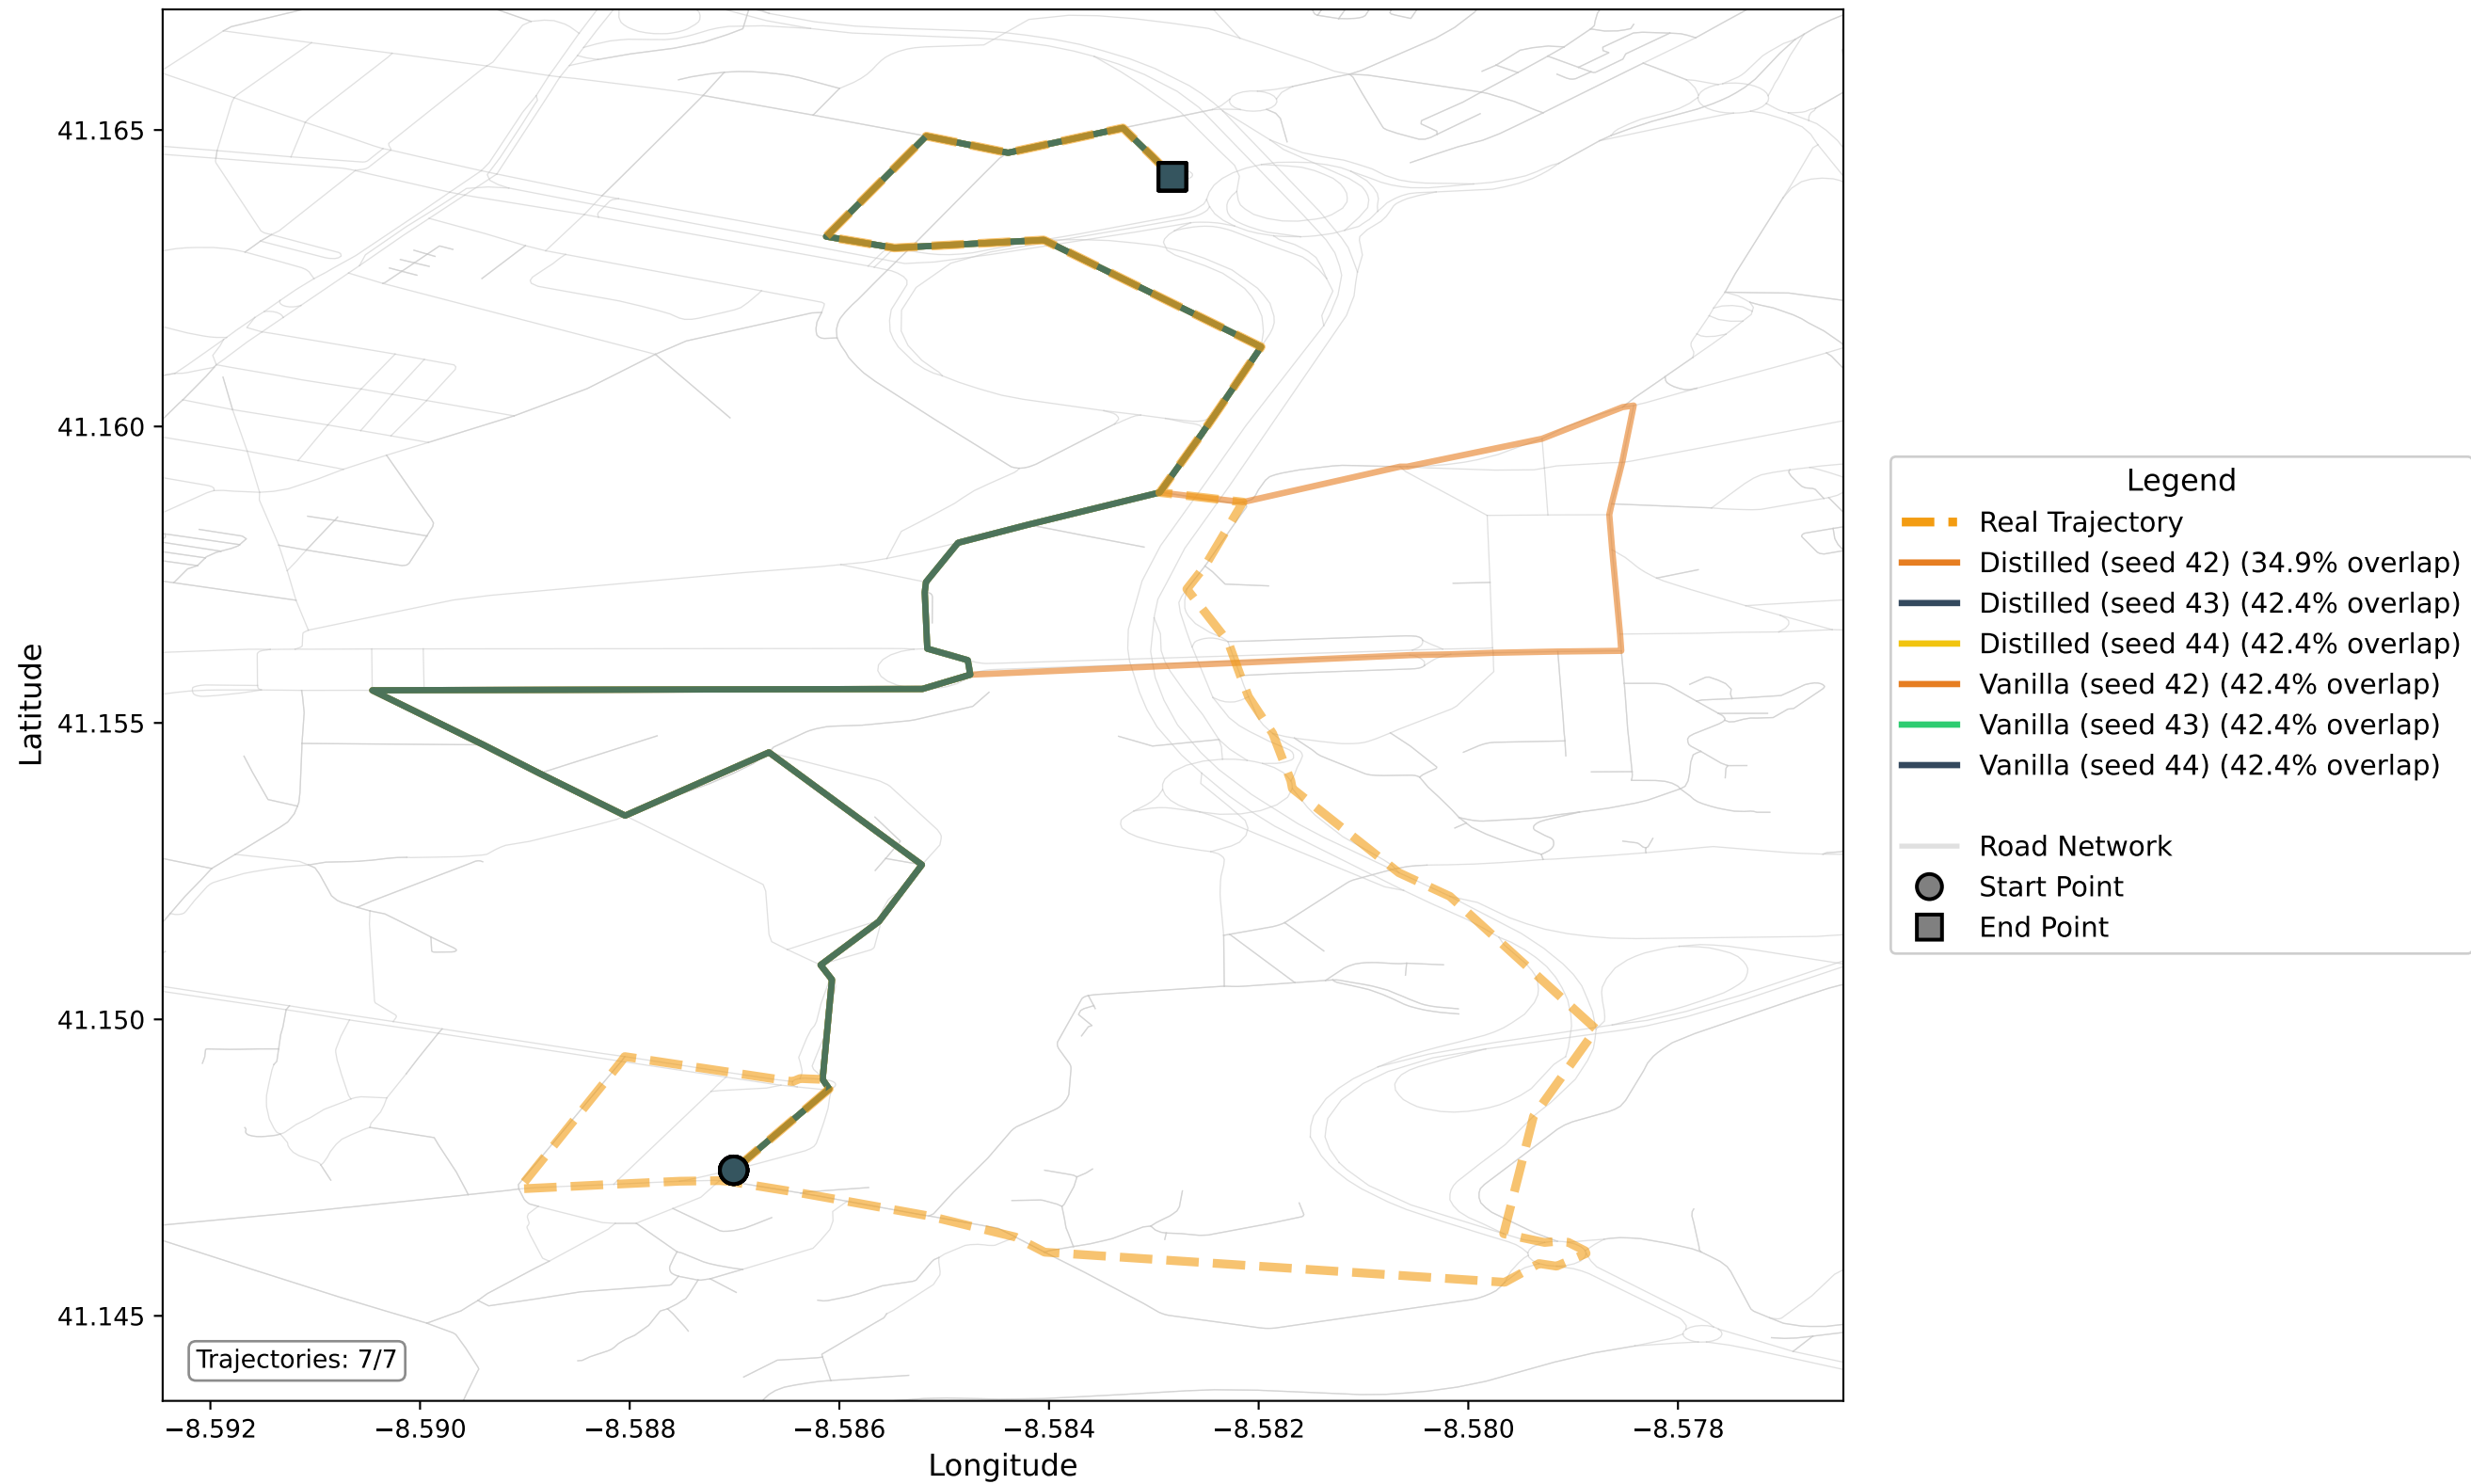 41.165
41.160
41.155
41.150
41.145
Latitude
−8.592
−8.590
−8.588
−8.586
−8.584
−8.582
−8.580
−8.578
Longitude
Trajectories: 7/7
Legend
Real Trajectory
Distilled (seed 42) (34.9% overlap)
Distilled (seed 43) (42.4% overlap)
Distilled (seed 44) (42.4% overlap)
Vanilla (seed 42) (42.4% overlap)
Vanilla (seed 43) (42.4% overlap)
Vanilla (seed 44) (42.4% overlap)
Road Network
Start Point
End Point